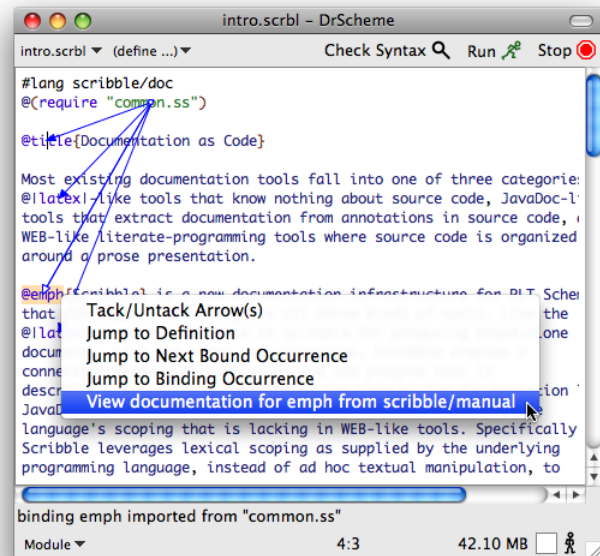 intro.scrbl – DrScheme
intro.scrbl (define ...) Check Syntax Run Stop
#lang scribble/doc
@(require "common.ss")
@title{Documentation as Code}
Most existing documentation tools fall into one of three categories
@|latex|-like tools that know nothing about source code, JavaDoc-l
tools that extract documentation from annotations in source code,
WEB-like literate-programming tools where source code is organized
around a prose presentation.
@emph{Scribble} is a new documentation infrastructure for PLT Schem
that the
Tack/Untack Arrow(s)
@|lat one
Jump to Definition
docum
Jump to Next Bound Occurrence
conne
Jump to Binding Occurrence
descr tion
View documentation for emph from scribble/manual
JavaD
language's scoping that is lacking in WEB-like tools. Specifically
Scribble leverages lexical scoping as supplied by the underlying
programming language, instead of ad hoc textual manipulation, to
binding emph imported from "common.ss"
Module 4:3 42.10 MB